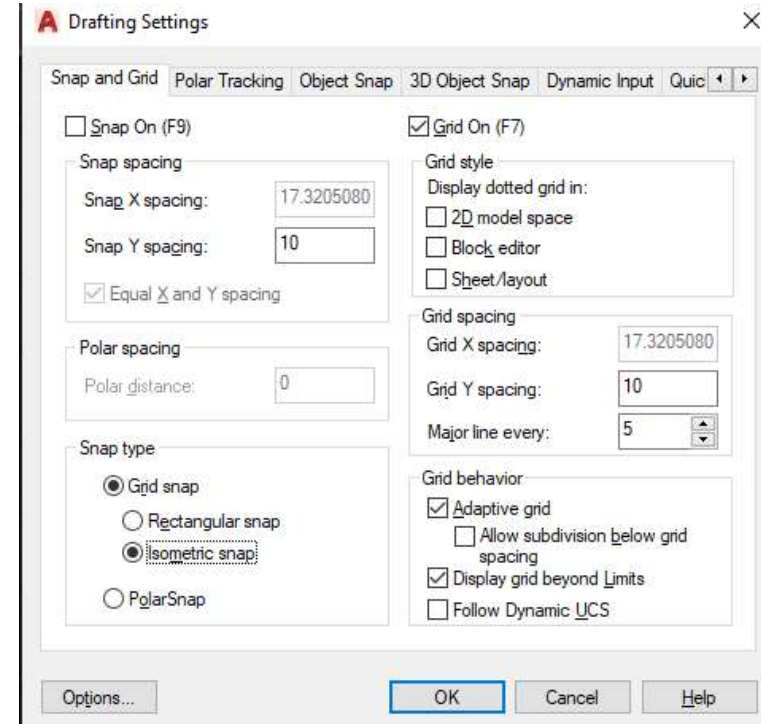 Drafting Settings
Snap and Grid Polar Tracking Object Snap 3D Object Snap Dynamic Input Quic
Snap On (F9)
Snap spacing
Snap X spacing: 17.3205080
Snap Y spacing: 10
Equal X and Y spacing
Polar spacing
Polar distance: 0
Snap type
Grid snap
Rectangular snap
Isometric snap
PolarSnap
Grid On (F7)
Grid style
Display dotted grid in:
2D model space
Block editor
Sheet/layout
Grid spacing
Grid X spacing: 17.3205080
Grid Y spacing: 10
Major line every: 5
Grid behavior
Adaptive grid
Allow subdivision below grid
spacing
Display grid beyond Limits
Follow Dynamic UCS
Options... OK Cancel Help